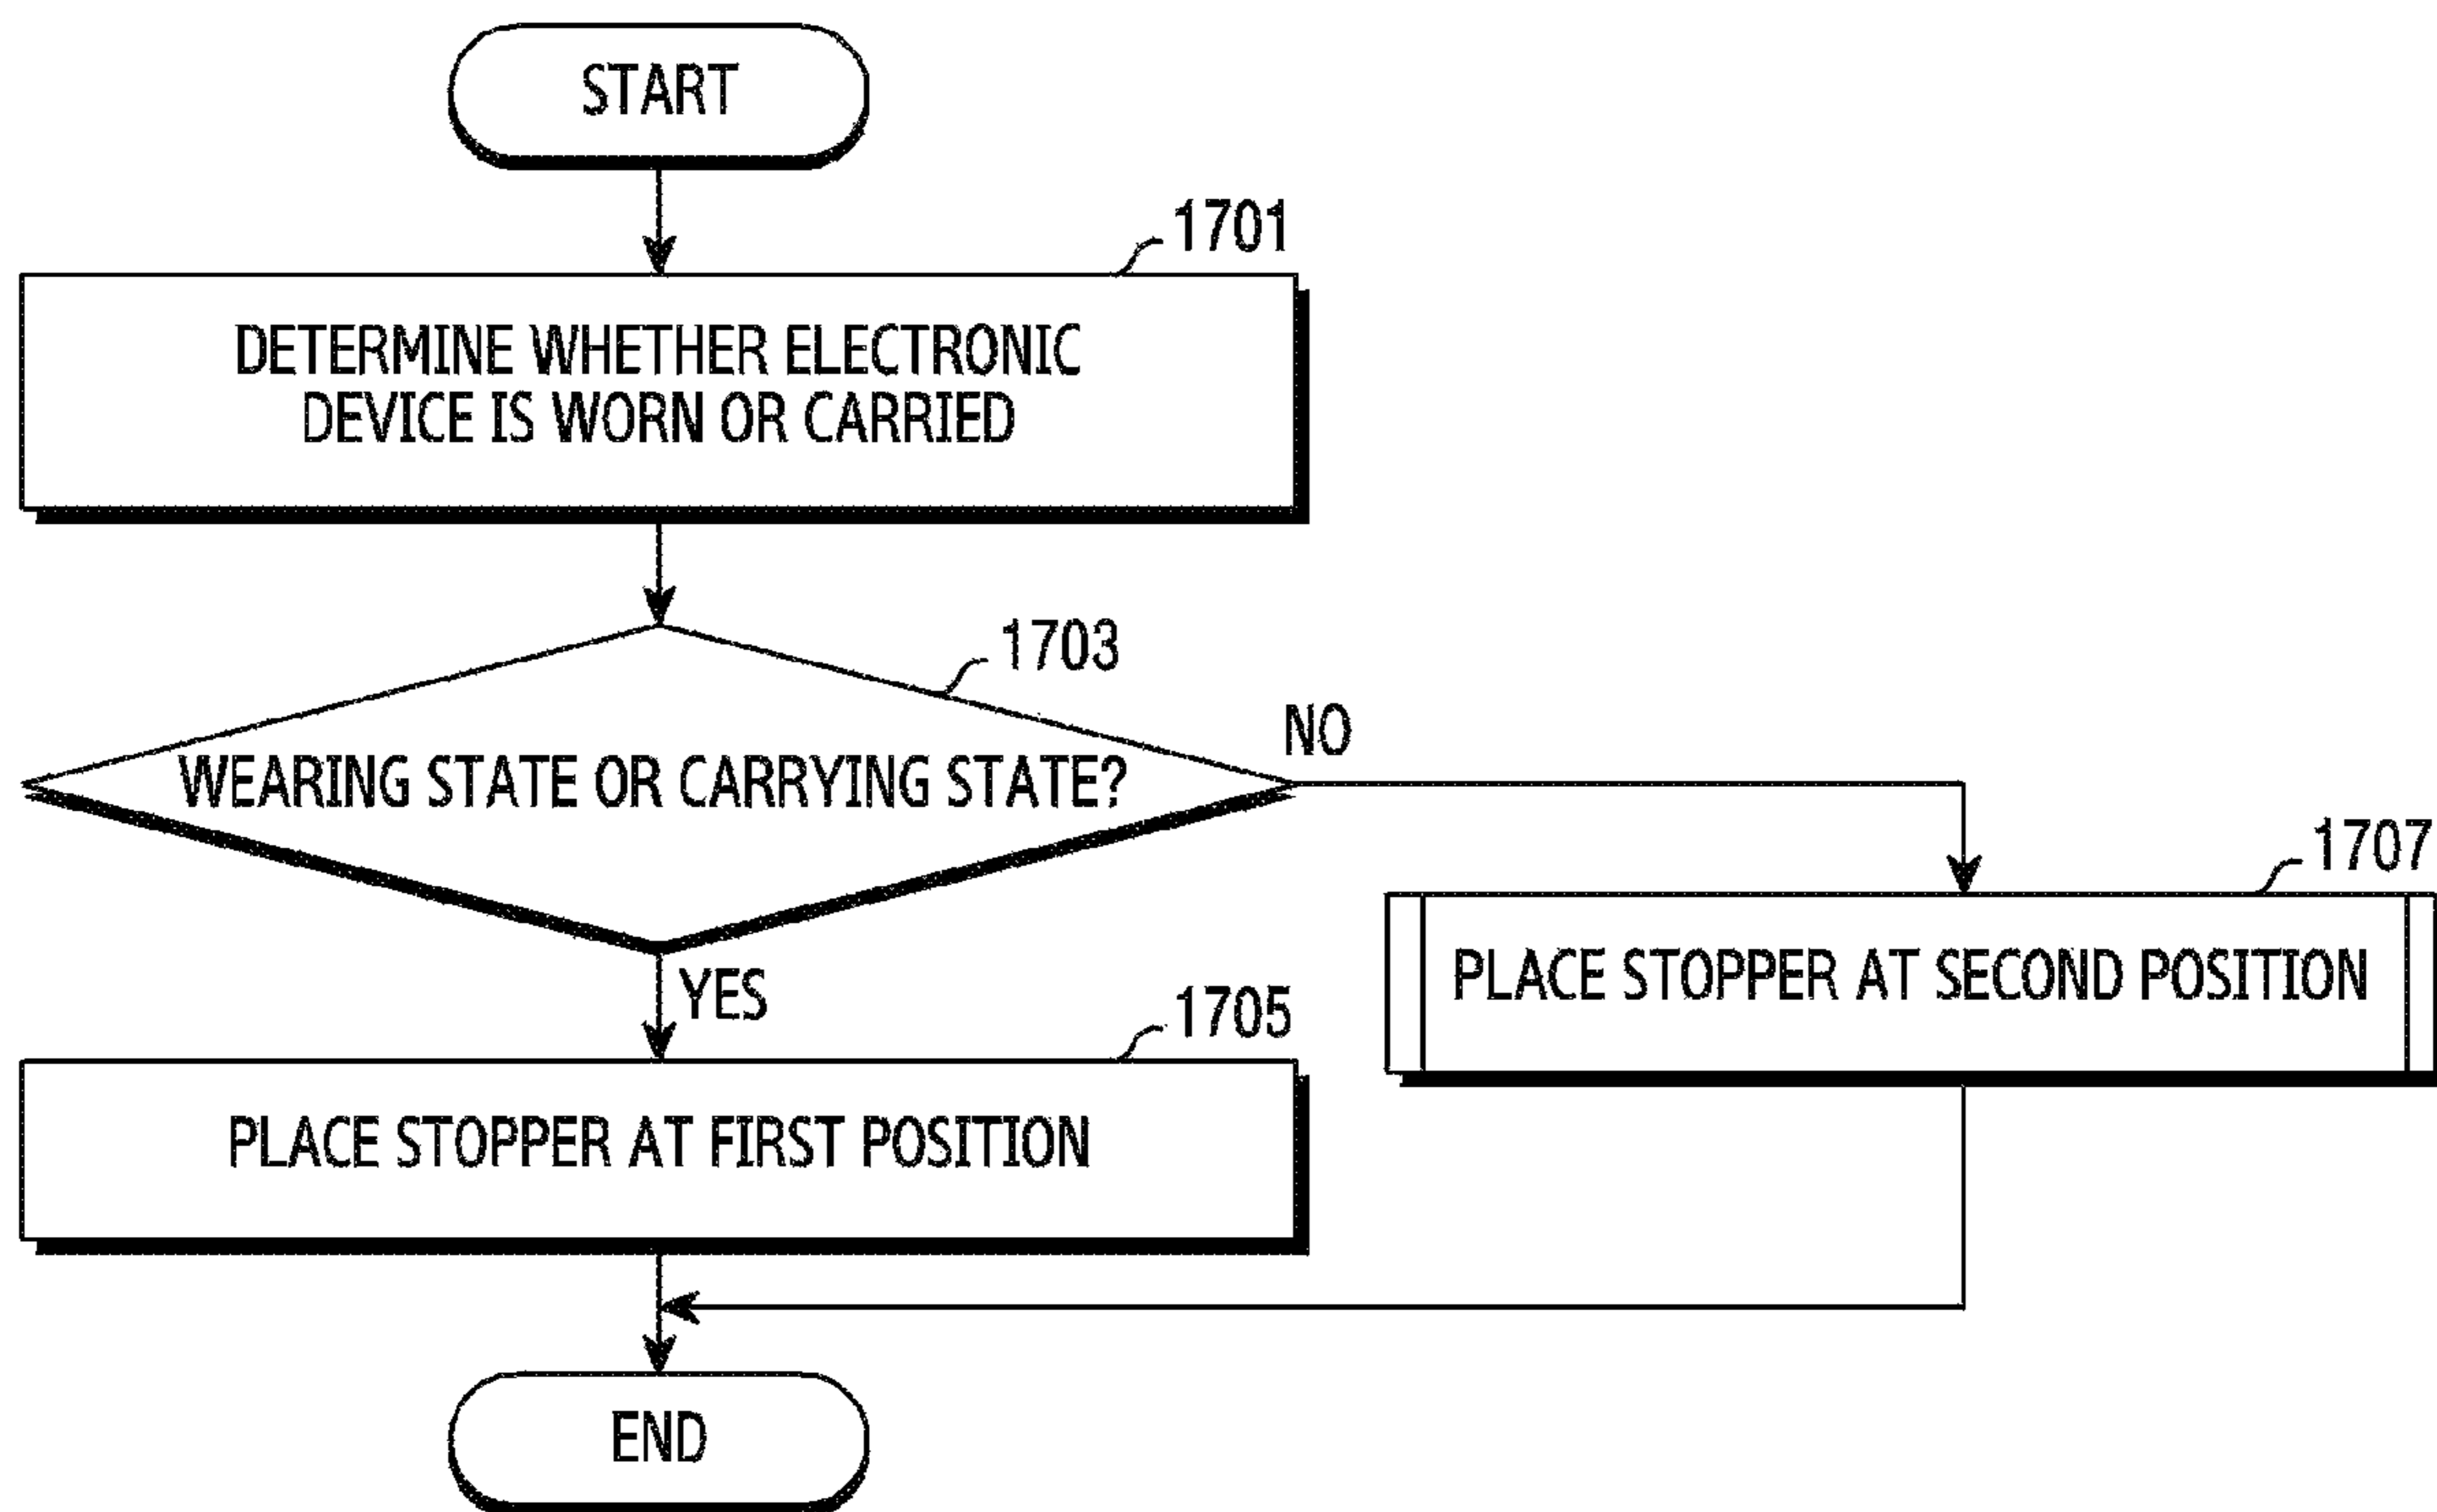 START
1701
DETERMINE WHETHER ELECTRONIC
DEVICE IS WORN OR CARRIED
1703
WEARING STATE OR CARRYING STATE?
NO
1707
PLACE STOPPER AT SECOND POSITION
YES
1705
PLACE STOPPER AT FIRST POSITION
END